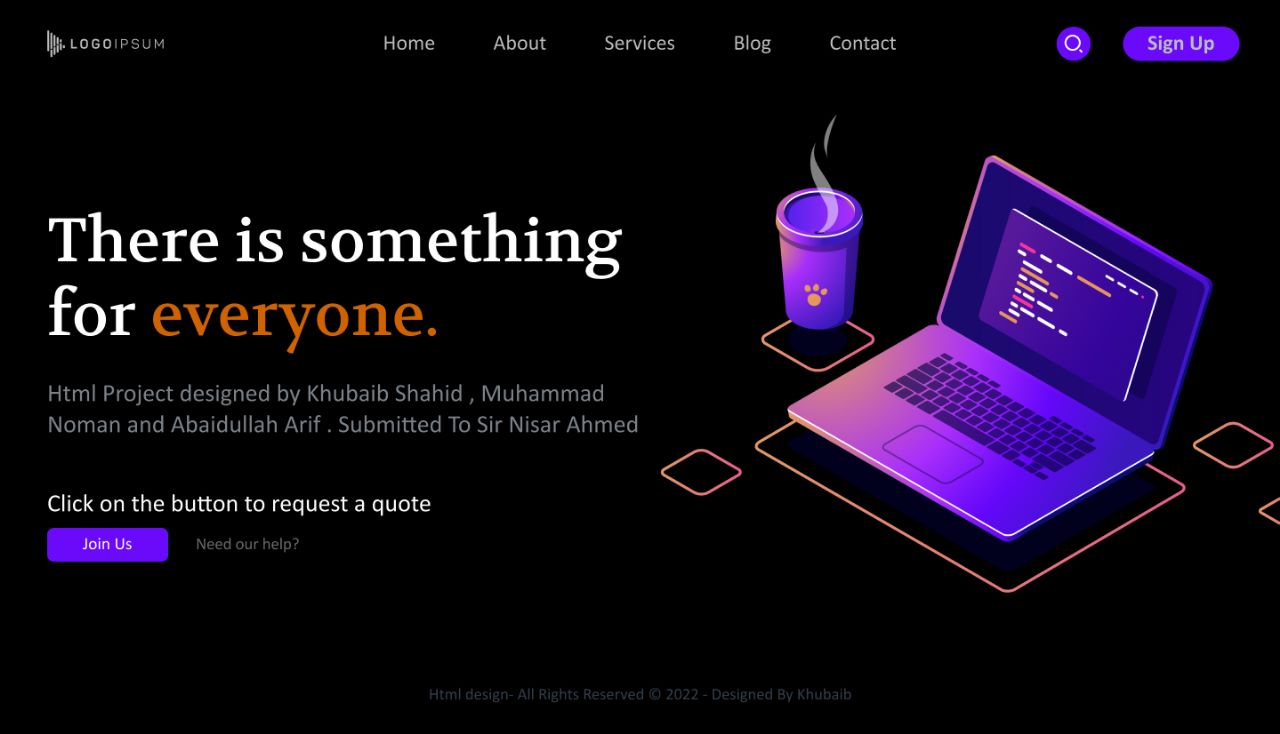 LOGOIPSUM
Home About Services Blog Contact
Sign Up
There is something
for everyone.
Html Project designed by Khubaib Shahid , Muhammad
Noman and Abaidullah Arif . Submitted To Sir Nisar Ahmed
Click on the button to request a quote
Join Us
Need our help?
Html design- All Rights Reserved © 2022 - Designed By Khubaib